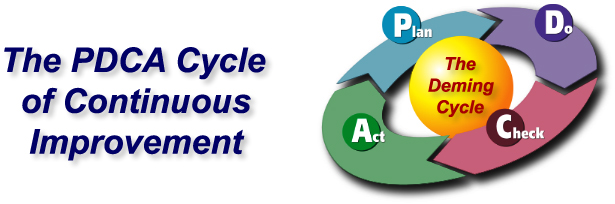 The PDCA Cycle
of Continuous
Improvement
Plan
Do
The
Deming
Cycle
Act
Check